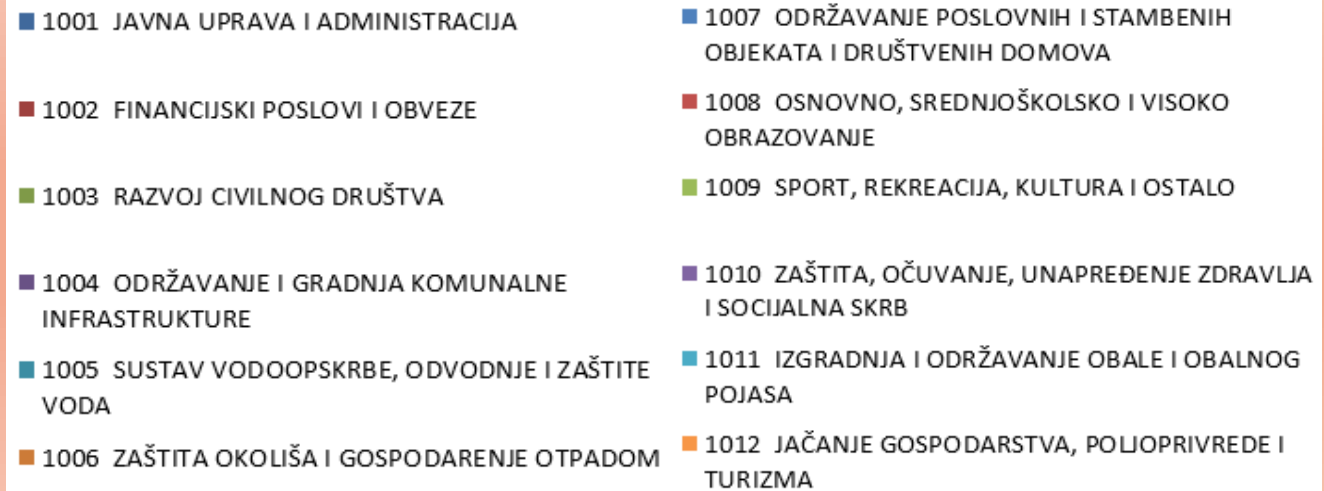 1001 JAVNA UPRAVA I ADMINISTRACIJA
1002 FINANCIJSKI POSLOVI I OBVEZE
1003 RAZVOJ CIVILNOG DRUŠTVA
1004 ODRŽAVANJE I GRADNJA KOMUNALNE
INFRASTRUKTURE
1005 SUSTAV VODOOPSKRBE, ODVODNJE I ZAŠTITE
VODA
1006 ZAŠTITA OKOLIŠA I GOSPODARENJE OTPADOM
1007 ODRŽAVANJE POSLOVNIH I STAMBENIH
OBJEKATA I DRUŠTVENIH DOMOVA
1008 OSNOVNO, SREDNJOŠKOLSKO I VISOKO
OBRAZOVANJE
1009 SPORT, REKREACIJA, KULTURA I OSTALO
1010 ZAŠTITA, OČUVANJE, UNAPREĐENJE ZDRAVLJA
I SOCIJALNA SKRB
1011 IZGRADNJA I ODRŽAVANJE OBALE I OBALNOG
POJASA
1012 JAČANJE GOSPODARSTVA, POLJOPRIVREDE I
TURIZMA